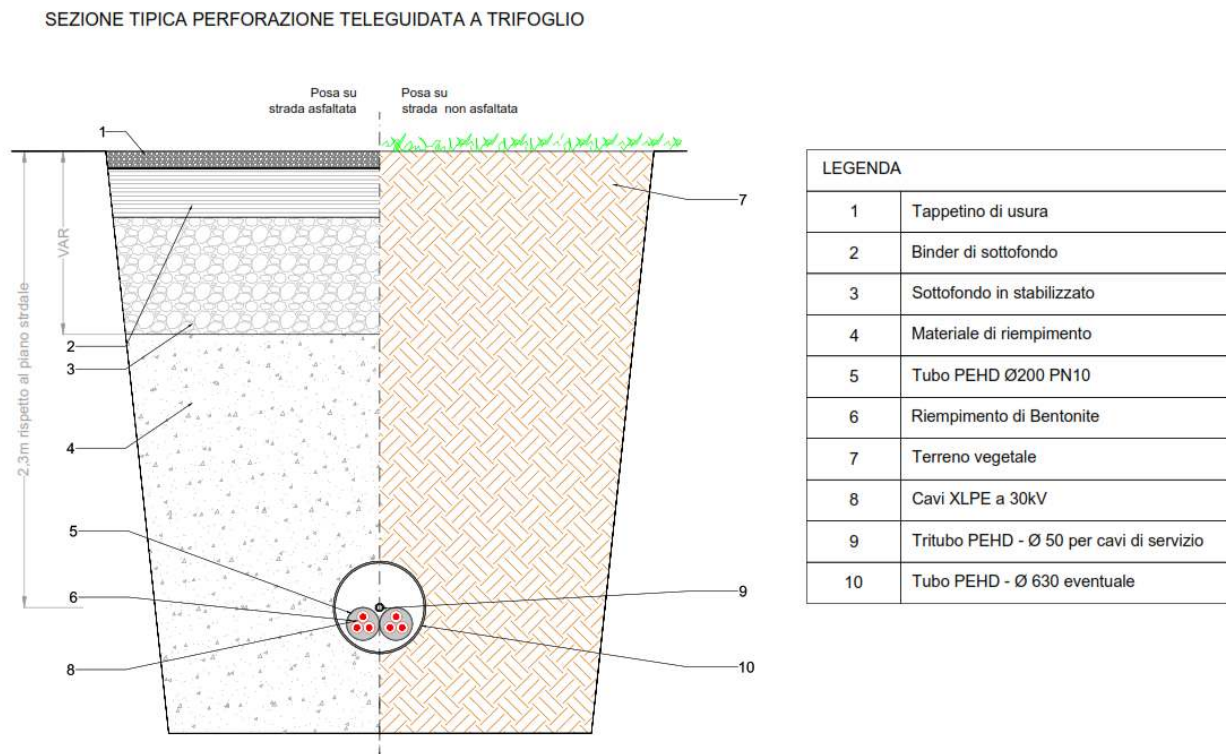 SEZIONE TIPICA PERFORAZIONE TELEGUIDATA A TRIFOGLIO
Posa su
strada asfaltata
Posa su
strada non asfaltata
1
VAR
2,3m rispetto al piano strdale
2
3
4
5
6
8
7
9
10
LEGENDA
1 Tappetino di usura
2 Binder di sottofondo
3 Sottofondo in stabilizzato
4 Materiale di riempimento
5 Tubo PEHD Ø200 PN10
6 Riempimento di Bentonite
7 Terreno vegetale
8 Cavi XLPE a 30kV
9 Tritubo PEHD - Ø 50 per cavi di servizio
10 Tubo PEHD - Ø 630 eventuale